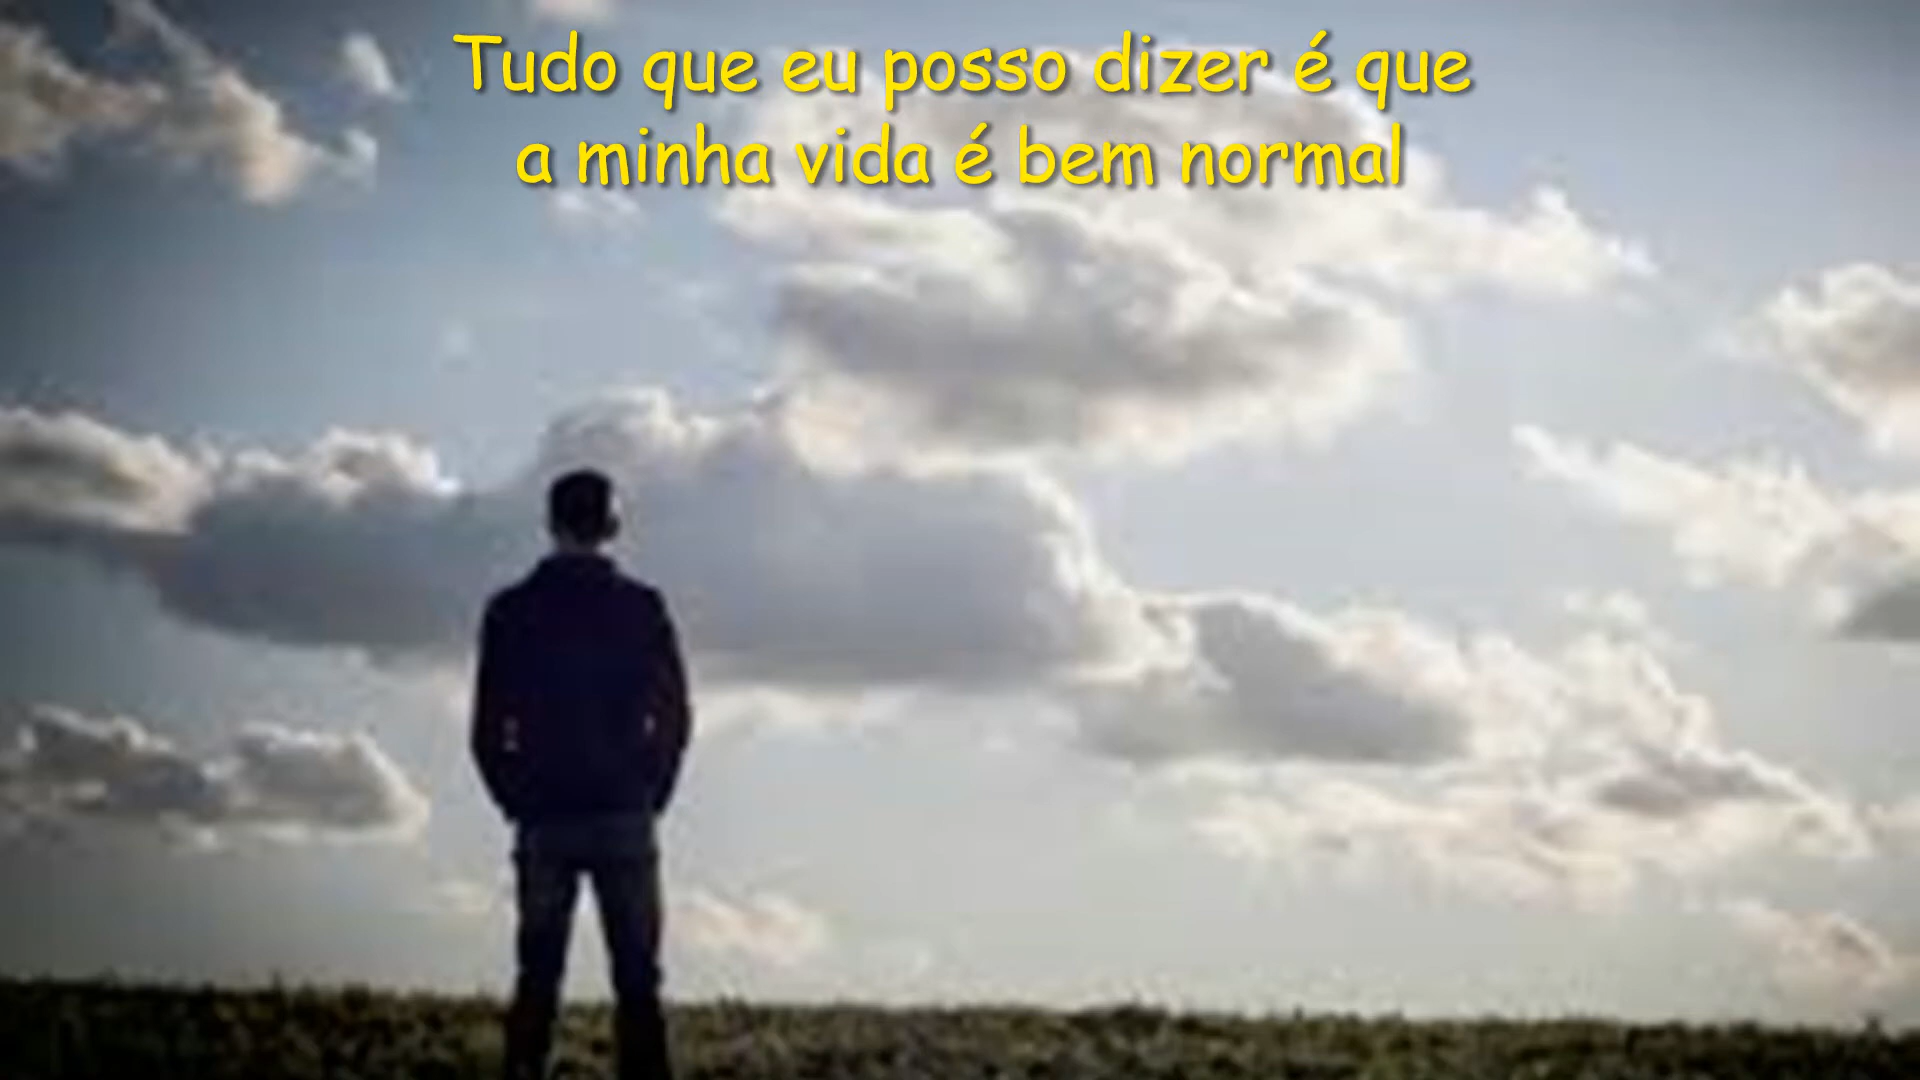 Tudo que eu posso dizer é que
a minha vida é bem normal